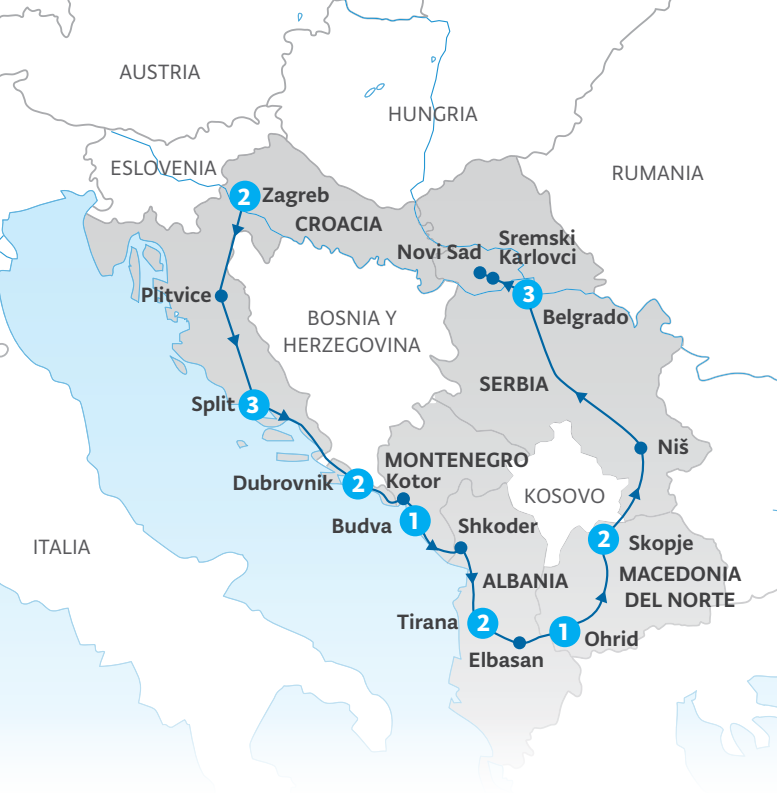 AUSTRIA
HUNGRIA
ESLOVENIA
RUMANIA
2
Zagreb
CROACIA
Novi Sad
Sremski
Karlovci
Plitvice
3
Belgrado
BOSNIA Y
HERZEGOVINA
SERBIA
Split
3
Niš
MONTENEGRO
Dubrovnik
2
Kotor
KOSOVO
Budva
1
Shkoder
ITALIA
2
Skopje
ALBANIA
MACEDONIA
DEL NORTE
Tirana
2
1
Ohrid
Elbasan